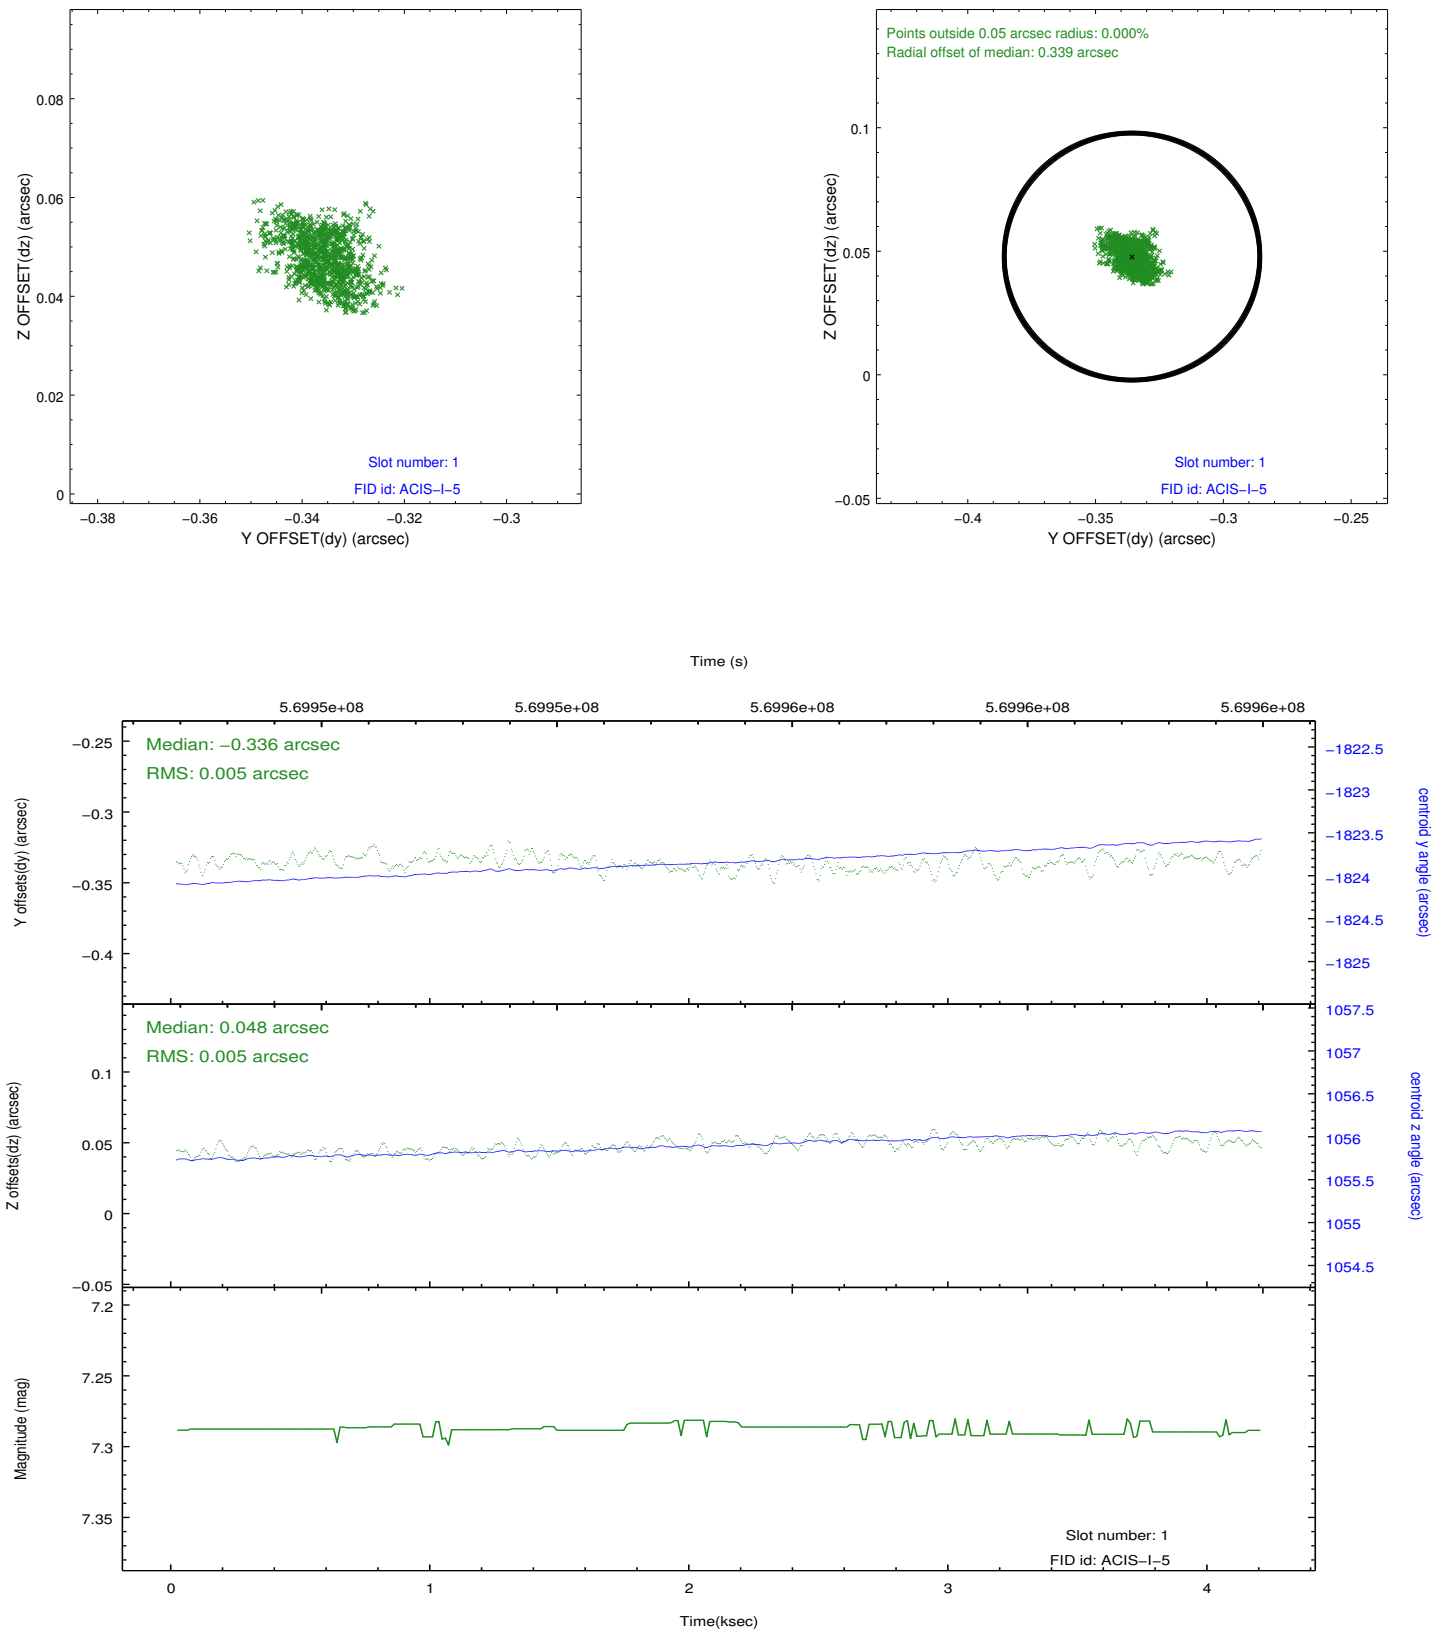 0.08
0.06
0.04
0.02
0
Z OFFSET(dz) (arcsec)
Slot number: 1
FID id: ACIS−I−5
−0.38
−0.36
−0.34
−0.32
−0.3
Y OFFSET(dy) (arcsec)
Points outside 0.05 arcsec radius: 0.000%
Radial offset of median: 0.339 arcsec
0.1
0.05
0
−0.05
Z OFFSET(dz) (arcsec)
Slot number: 1
FID id: ACIS−I−5
−0.4
−0.35
−0.3
−0.25
Y OFFSET(dy) (arcsec)
Time (s)
5.6995e+08
5.6995e+08
5.6996e+08
5.6996e+08
5.6996e+08
Median: −0.336 arcsec
RMS: 0.005 arcsec
−0.25
−0.3
−0.35
−0.4
Y offsets(dy) (arcsec)
−1822.5
−1823
−1823.5
−1824
−1824.5
−1825
centroid y angle (arcsec)
Median: 0.048 arcsec
RMS: 0.005 arcsec
0.1
0.05
0
−0.05
Z offsets(dz) (arcsec)
1057.5
1057
1056.5
1056
1055.5
1055
1054.5
centroid z angle (arcsec)
7.2
7.25
7.3
7.35
Magnitude (mag)
Slot number: 1
FID id: ACIS−I−5
0
1
2
3
4
Time(ksec)